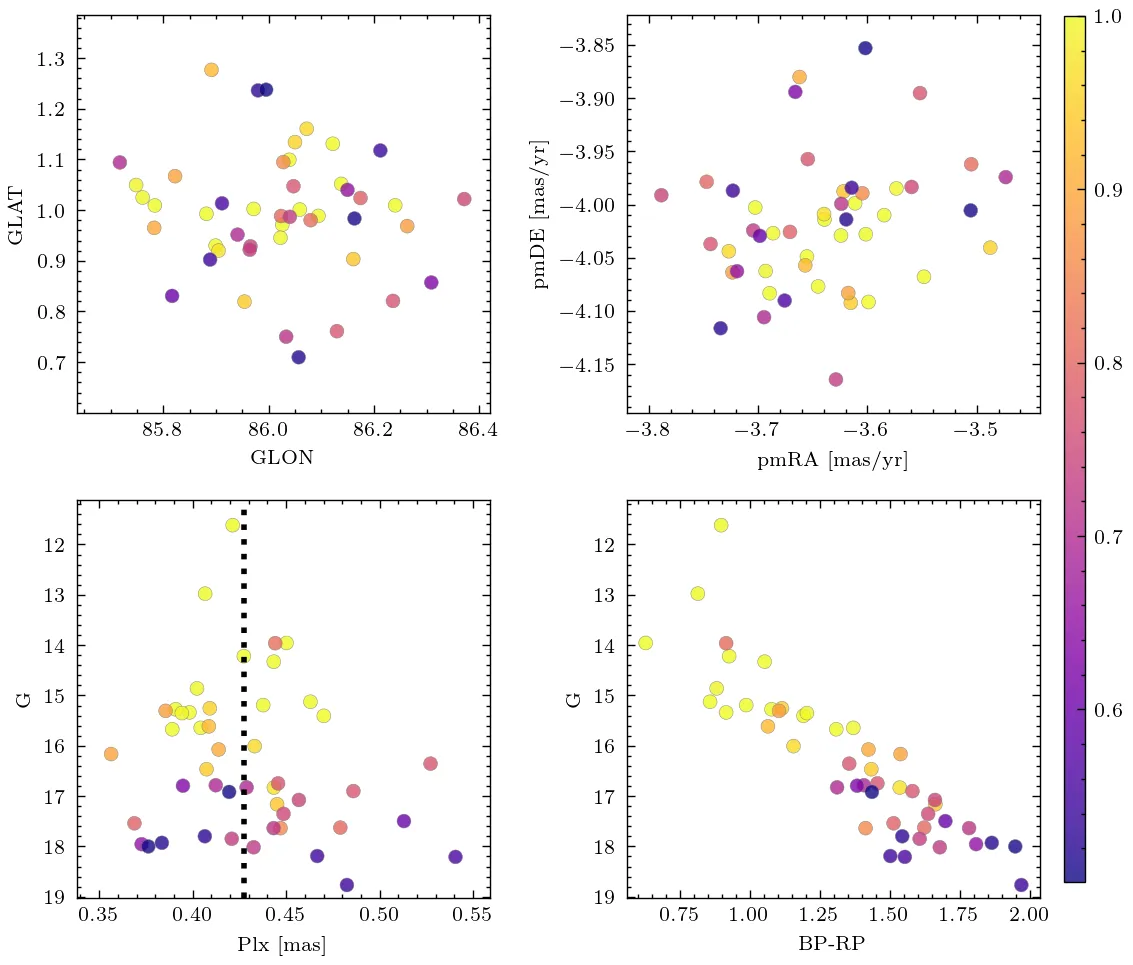 1.3
1.2
1.1
1.0
0.9
0.8
0.7
GLAT
85.8 86.0 86.2 86.4
GLON
−3.85
−3.90
−3.95
−4.00
−4.05
−4.10
−4.15
pmDE [mas/yr]
−3.8 −3.7 −3.6 −3.5
pmRA [mas/yr]
1.0
0.9
0.8
0.7
0.6
12
13
14
15
16
17
18
19
G
0.35 0.40 0.45 0.50 0.55
Plx [mas]
12
13
14
15
16
17
18
19
G
0.75 1.00 1.25 1.50 1.75 2.00
BP-RP